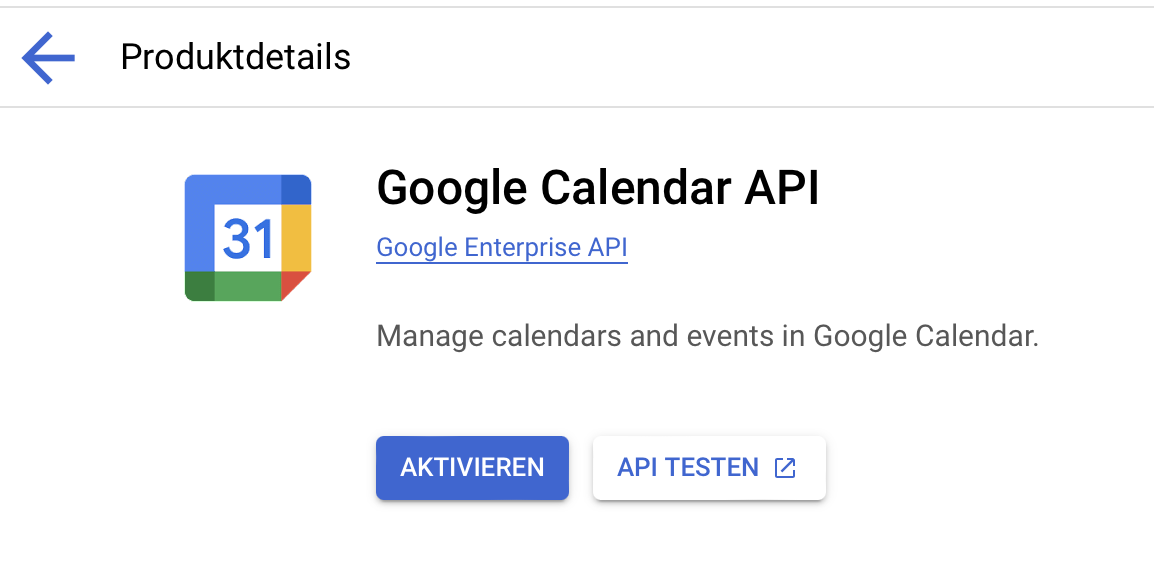 Produktdetails
31
Google Calendar API
Google Enterprise API
Manage calendars and events in Google Calendar.
AKTIVIEREN
API TESTEN